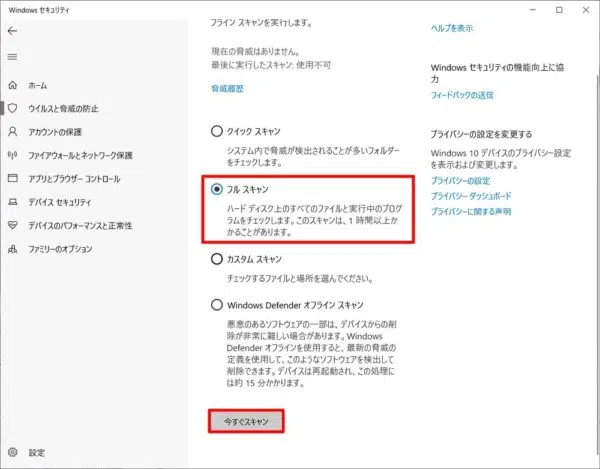 Windows セキュリティ
ホーム
ウイルスと脅威の防止
アカウントの保護
ファイアウォールとネットワーク保護
アプリとブラウザー コントロール
デバイス セキュリティ
デバイスのパフォーマンスと正常性
ファミリーのオプション
設定
フライン スキャンを実行します。
現在の脅威はありません。
最後に実行したスキャン: 使用不可
脅威履歴
クイック スキャン
システム内で脅威が検出されることが多いフォルダー
をチェックします。
フル スキャン
ハード ディスク上のすべてのファイルと実行中のプログ
ラムをチェックします。このスキャンは、1 時間以上か
かることがあります。
カスタム スキャン
チェックするファイルと場所を選んでください。
Windows Defender オフライン スキャン
悪意のあるソフトウェアの一部は、デバイスからの削
除が非常に難しい場合があります。Windows
Defender オフラインを使用すると、最新の脅威の
定義を使用して、このようなソフトウェアを検出して
削除できます。デバイスは再起動され、この処理に
は約 15 分かかります。
今すぐスキャン
ヘルプを表示
Windows セキュリティの機能向上に協
力
フィードバックの送信
プライバシーの設定を変更する
Windows 10 デバイスのプライバシー設定
を表示および変更します。
プライバシーの設定
プライバシー ダッシュボード
プライバシーに関する声明